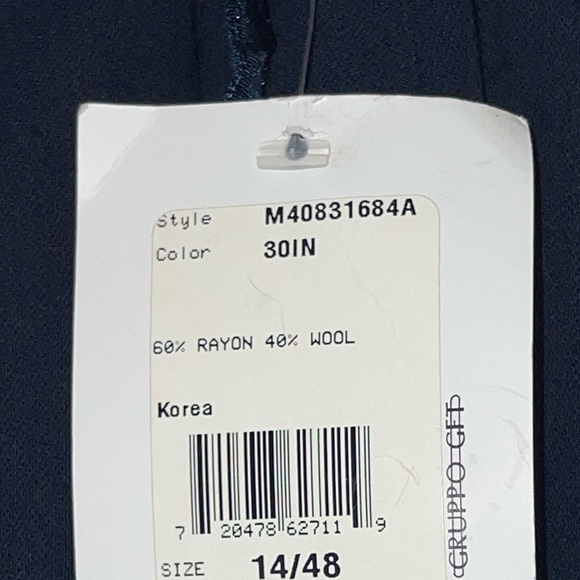 Style M40831684A
Color 30IN
60% RAYON 40% WOOL
Korea
7 20478 62711 9
SIZE 14/48
GRUPPO GFT